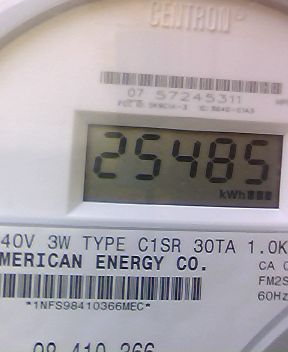 CENTRON
07 57245311
25485
kWh
40V 3W TYPE C1SR 30TA 1.0K
MERICAN ENERGY CO.
CA 0
FM2S
60Hz
*1NFS98410366MEC*
98 410 366